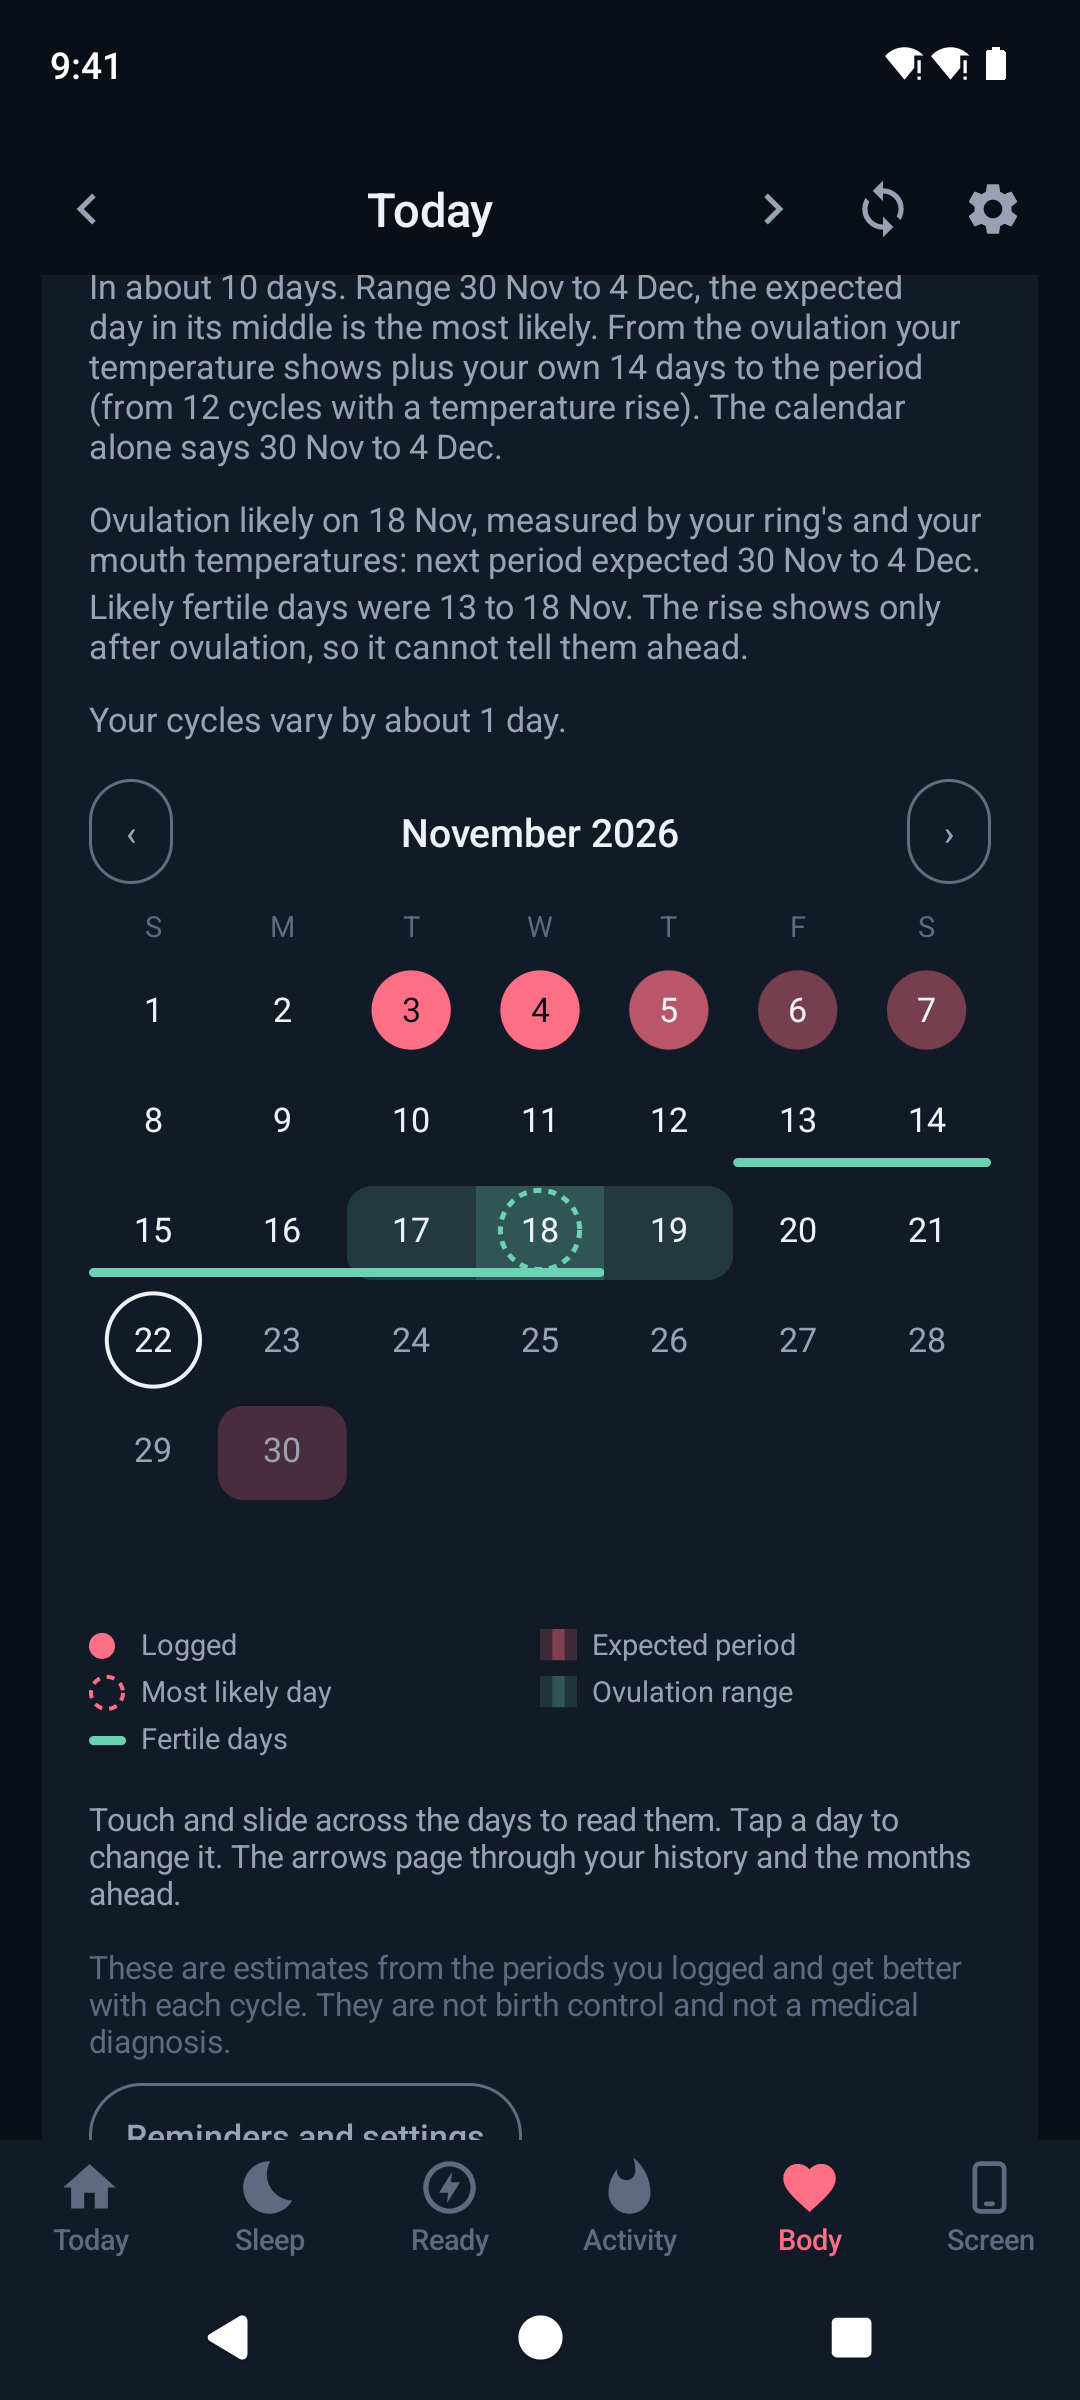 9:41
Today
In about 10 days. Range 30 Nov to 4 Dec, the expected
day in its middle is the most likely. From the ovulation your
temperature shows plus your own 14 days to the period
(from 12 cycles with a temperature rise). The calendar
alone says 30 Nov to 4 Dec.
Ovulation likely on 18 Nov, measured by your ring's and your
mouth temperatures: next period expected 30 Nov to 4 Dec.
Likely fertile days were 13 to 18 Nov. The rise shows only
after ovulation, so it cannot tell them ahead.
Your cycles vary by about 1 day.
‹ November 2026 ›
S M T W T F S
1 2 3 4 5 6 7
8 9 10 11 12 13 14
15 16 17 18 19 20 21
22 23 24 25 26 27 28
29 30
Logged Expected period
Most likely day Ovulation range
Fertile days
Touch and slide across the days to read them. Tap a day to
change it. The arrows page through your history and the months
ahead.
These are estimates from the periods you logged and get better
with each cycle. They are not birth control and not a medical
diagnosis.
Reminders and settings
Today Sleep Ready Activity Body Screen